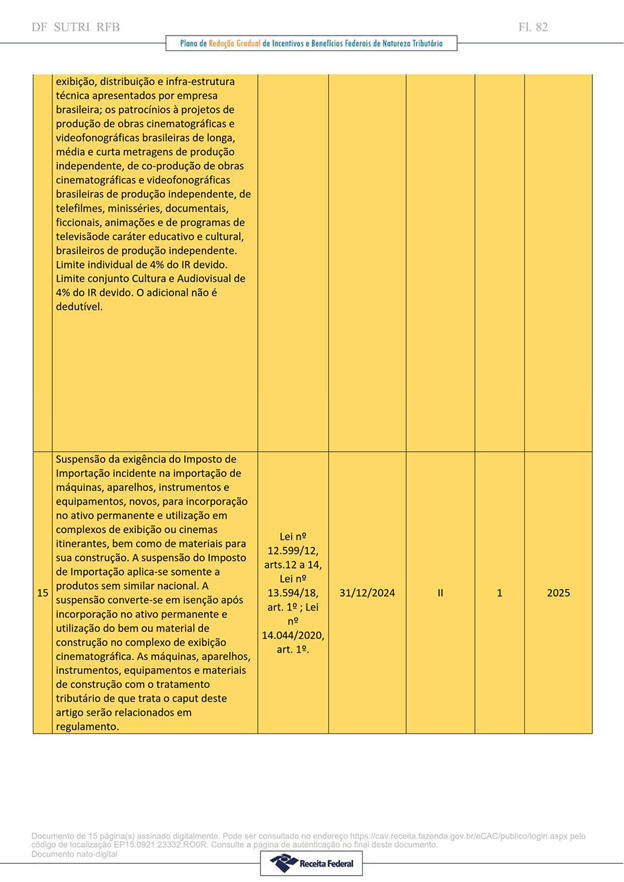 DF SUTRI RFB
Fl. 82
Plano de Redução Gradual de Incentivos e Benefícios Federais de Natureza Tributária
exibição, distribuição e infra-estrutura
técnica apresentados por empresa
brasileira; os patrocínios à projetos de
produção de obras cinematográficas e
videofonográficas brasileiras de longa,
média e curta metragens de produção
independente, de co-produção de obras
cinematográficas e videofonográficas
brasileiras de produção independente, de
telefilmes, minisséries, documentais,
ficcionais, animações e de programas de
televisãode caráter educativo e cultural,
brasileiros de produção independente.
Limite individual de 4% do IR devido.
Limite conjunto Cultura e Audiovisual de
4% do IR devido. O adicional não é
dedutível.
15
Suspensão da exigência do Imposto de
Importação incidente na importação de
máquinas, aparelhos, instrumentos e
equipamentos, novos, para incorporação
no ativo permanente e utilização em
complexos de exibição ou cinemas
itinerantes, bem como de materiais para
sua construção. A suspensão do Imposto
de Importação aplica-se somente a
produtos sem similar nacional. A
suspensão converte-se em isenção após
incorporação no ativo permanente e
utilização do bem ou material de
construção no complexo de exibição
cinematográfica. As máquinas, aparelhos,
instrumentos, equipamentos e materiais
de construção com o tratamento
tributário de que trata o caput deste
artigo serão relacionados em
regulamento.
Lei nº
12.599/12,
arts.12 a 14,
Lei nº
13.594/18,
art. 1º ; Lei
nº
14.044/2020,
art. 1º.
31/12/2024
II
1
2025
Documento de 15 página(s) assinado digitalmente. Pode ser consultado no endereço https://cav.receita.fazenda.gov.br/eCAC/publico/login.aspx pelo
código de localização EP15.0921.23332.RO0R. Consulte a página de autenticação no final deste documento.
Documento nato-digital
Receita Federal